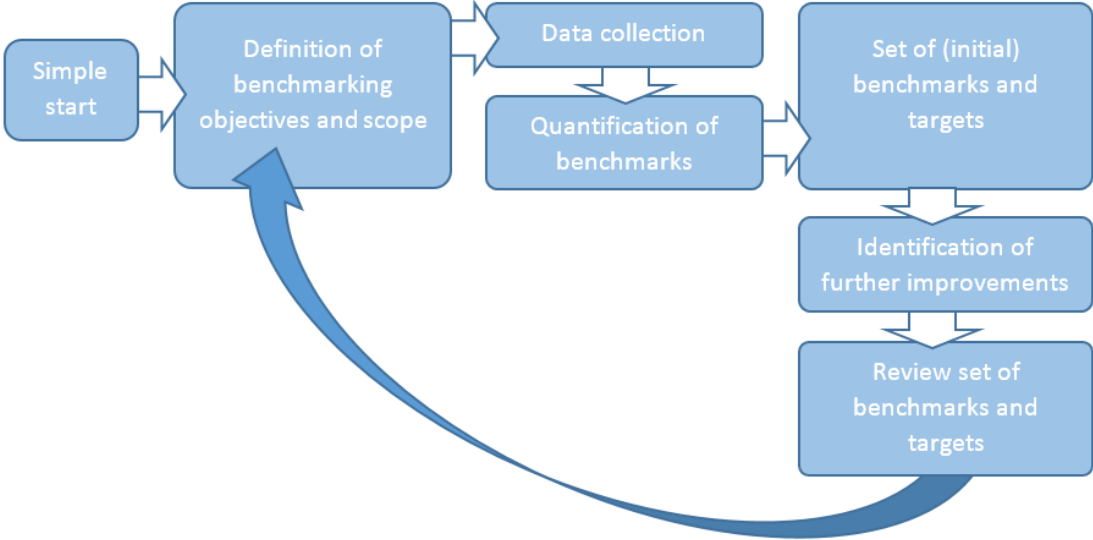 Simple
start
Definition of
benchmarking
objectives and scope
Data collection
Quantification of
benchmarks
Set of (initial)
benchmarks and
targets
Identification of
further improvements
Review set of
benchmarks and
targets